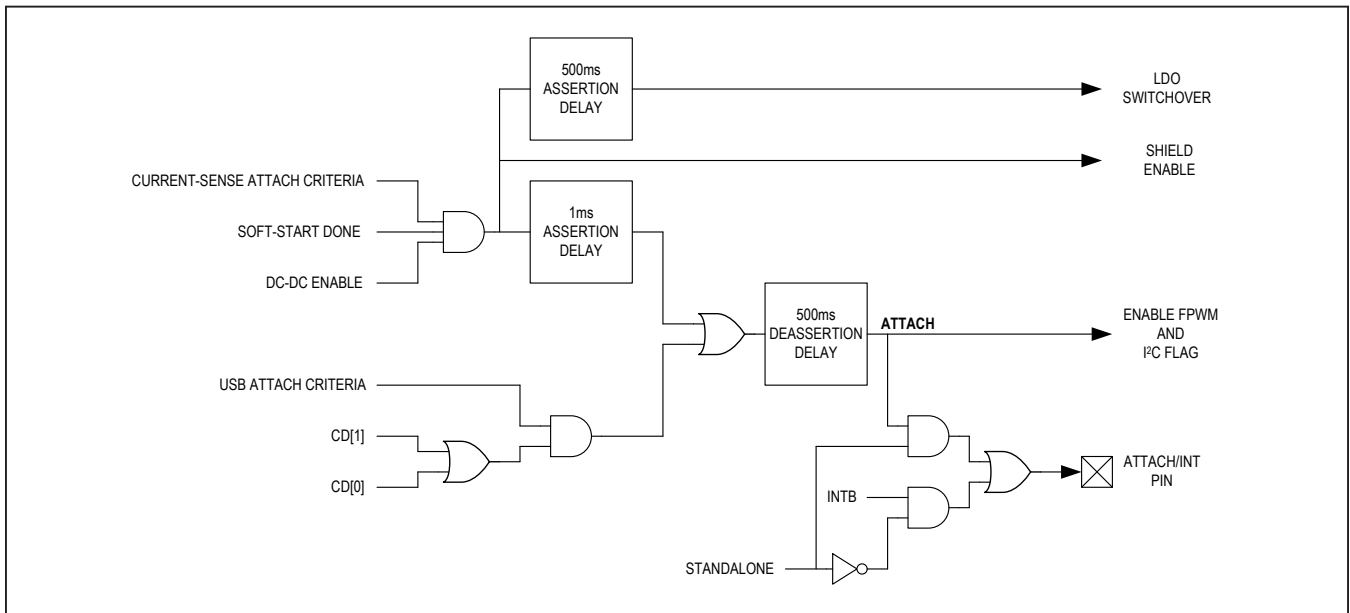 500ms
ASSERTION
DELAY
LDO
SWITCHOVER
SHIELD
ENABLE
CURRENT-SENSE ATTACH CRITERIA
SOFT-START DONE
DC-DC ENABLE
1ms
ASSERTION
DELAY
500ms
DEASSERTION
DELAY
ATTACH
ENABLE FPWM
AND
I²C FLAG
USB ATTACH CRITERIA
CD[1]
CD[0]
INTB
ATTACH/INT
PIN
STANDALONE